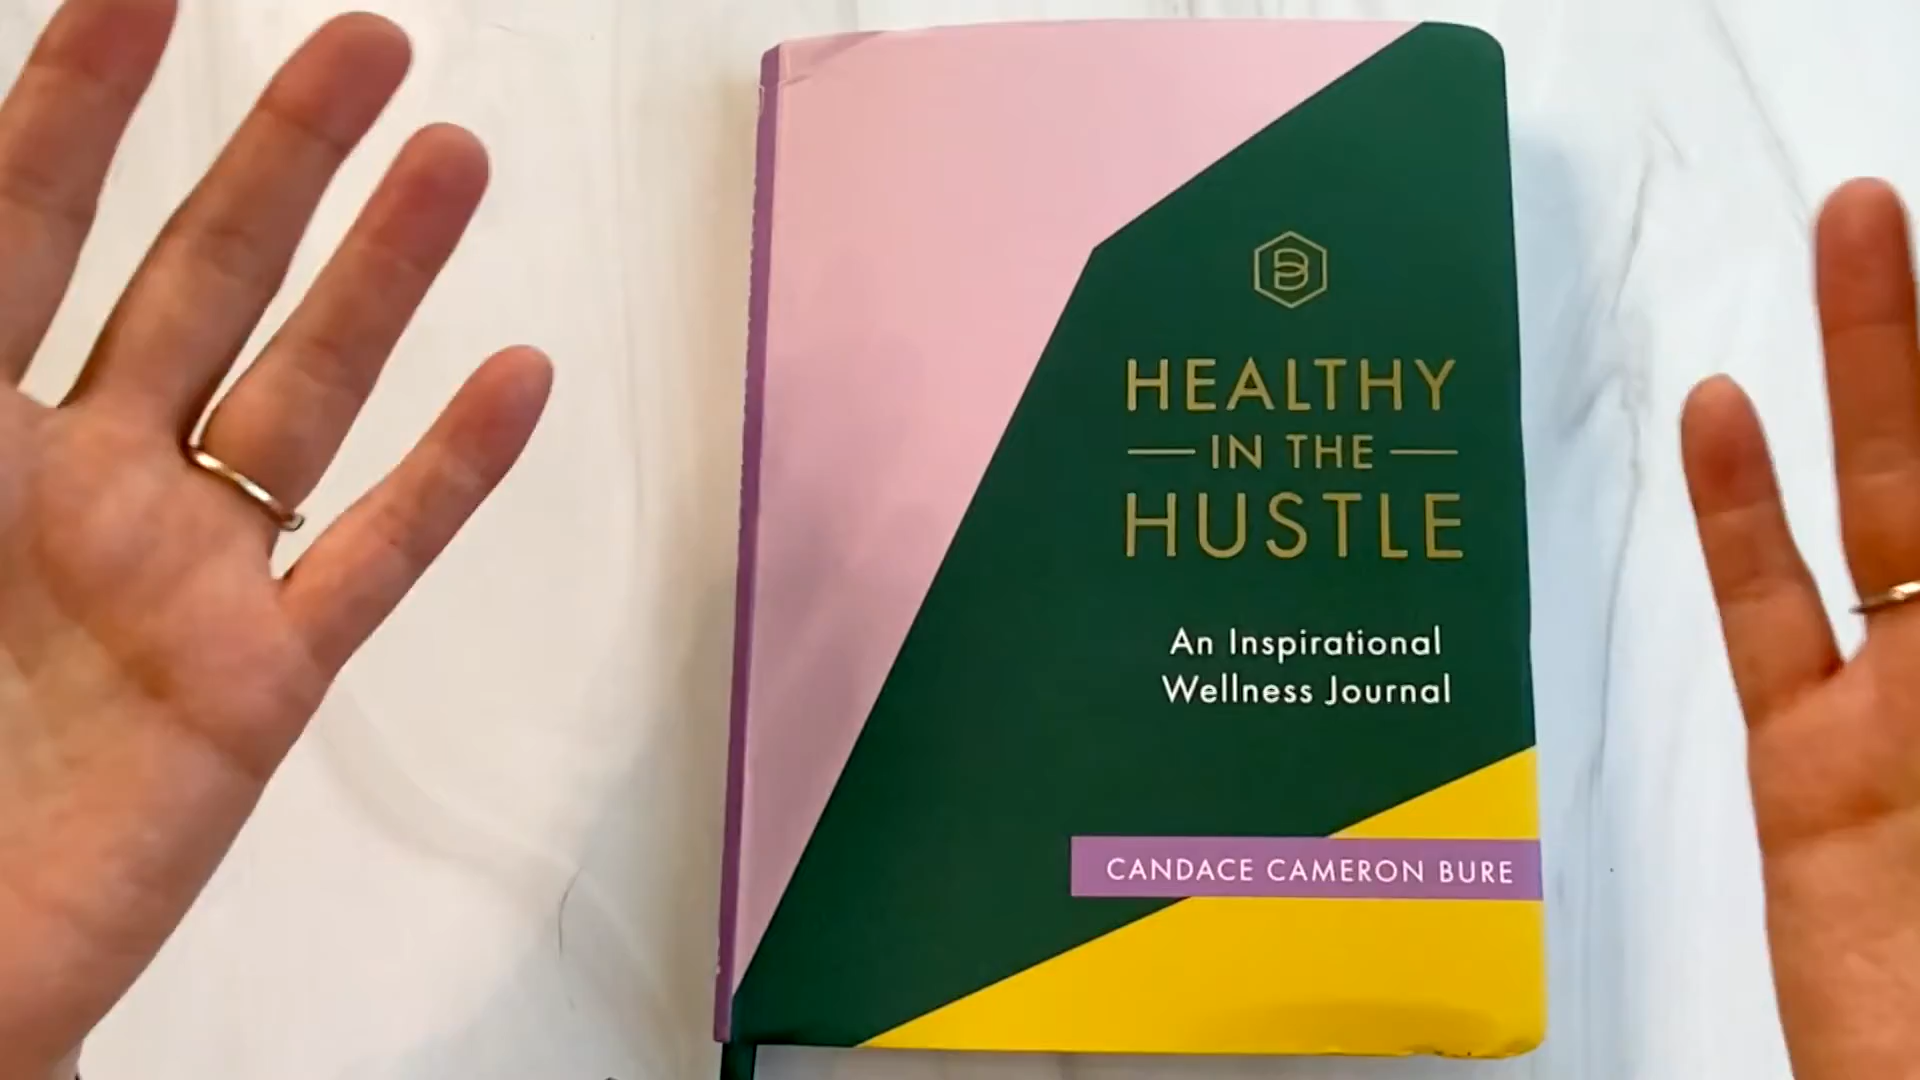 HEALTHY
IN THE
HUSTLE
An Inspirational
Wellness Journal
CANDACE CAMERON BURE